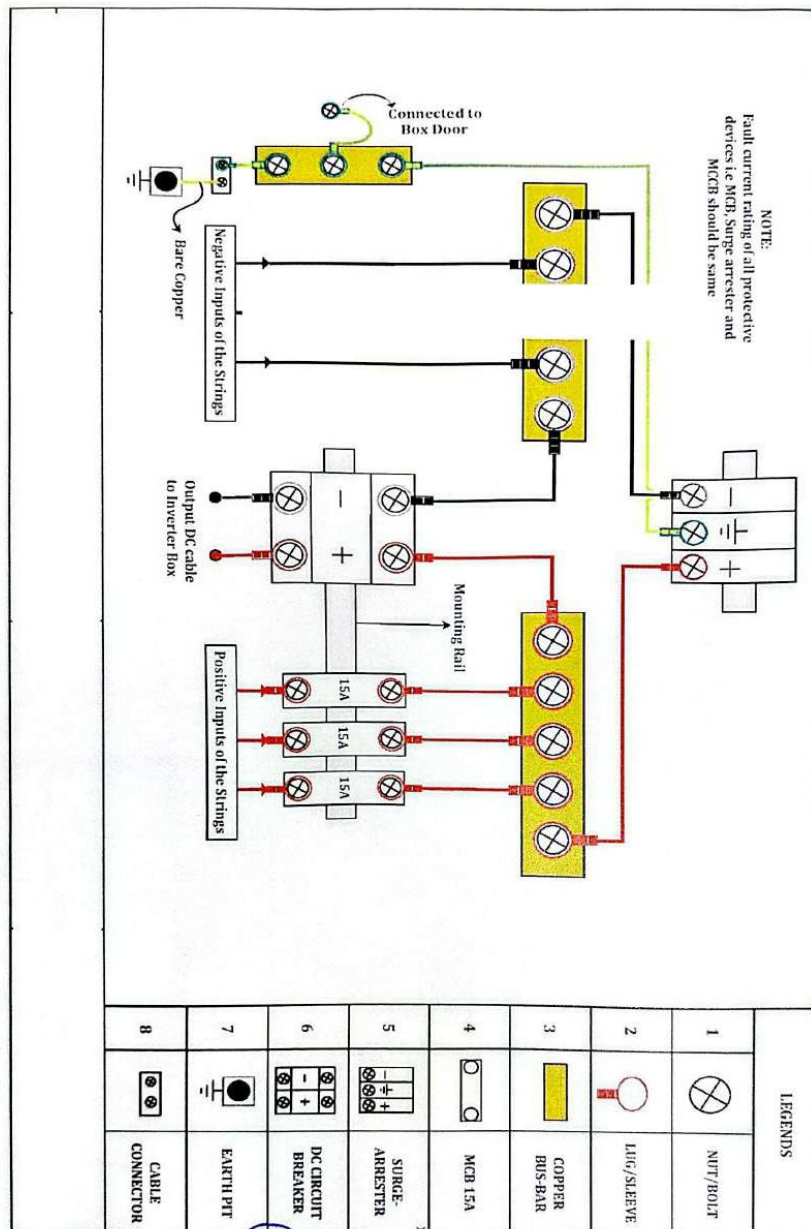 NOTE:
Fault current rating of all protective
devices i.e MCB, Surge arrester and
MCCB should be same
Connected to
Box Door
Bare Copper
Negative Inputs of the Strings
Output DC cable
to Inverter Box
Mounting Rail
Positive Inputs of the Strings
15A
15A
15A
-
+
-
+
LEGENDS
1
NUT/BOLT
2
LUG/SLEEVE
3
COPPER
BUS-BAR
4
MCB 15A
5
- +
SURGE-
ARRESTER
6
- +
DC CIRCUIT
BREAKER
7
EARTH PIT
8
CABLE
CONNECTOR